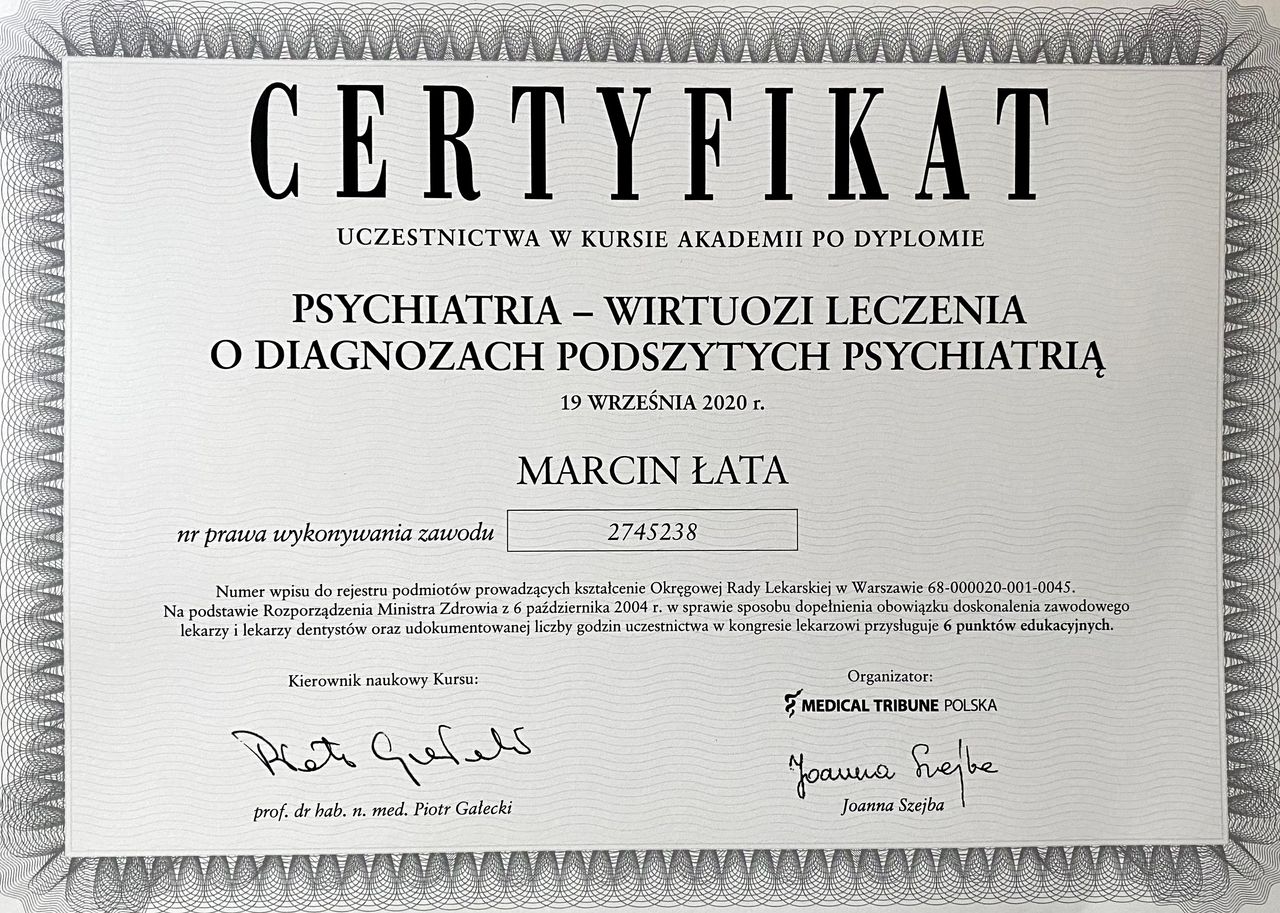 CERTYFIKAT
UCZESTNICTWA W KURSIE AKADEMII PO DYPLOMIE
PSYCHIATRIA – WIRTUOZI LECZENIA
O DIAGNOZACH PODSZYTYCH PSYCHIATRIĄ
19 WRZEŚNIA 2020 r.
MARCIN ŁATA
nr prawa wykonywania zawodu 2745238
Numer wpisu do rejestru podmiotów prowadzących kształcenie Okręgowej Rady Lekarskiej w Warszawie 68-000020-001-0045.
Na podstawie Rozporządzenia Ministra Zdrowia z 6 października 2004 r. w sprawie sposobu dopełnienia obowiązku doskonalenia zawodowego
lekarzy i lekarzy dentystów oraz udokumentowanej liczby godzin uczestnictwa w kongresie lekarzowi przysługuje 6 punktów edukacyjnych.
Kierownik naukowy Kursu:
Piotr Gałecki
prof. dr hab. n. med. Piotr Gałecki
Organizator:
MEDICAL TRIBUNE POLSKA
Joanna Szejba
Joanna Szejba